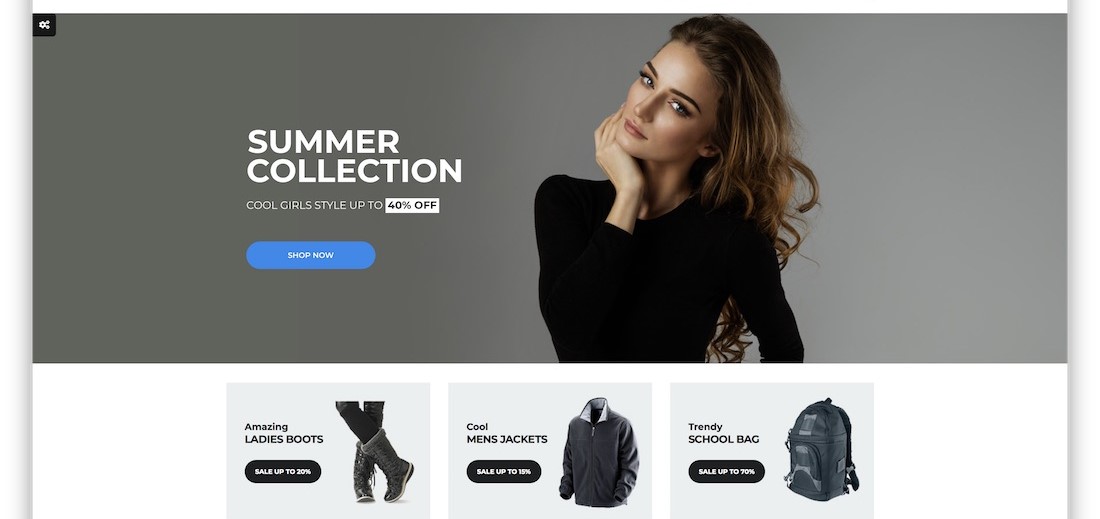 SUMMER
COLLECTION
COOL GIRLS STYLE UP TO 40% OFF
SHOP NOW
Amazing
LADIES BOOTS
SALE UP TO 20%
Cool
MENS JACKETS
SALE UP TO 15%
Trendy
SCHOOL BAG
SALE UP TO 70%